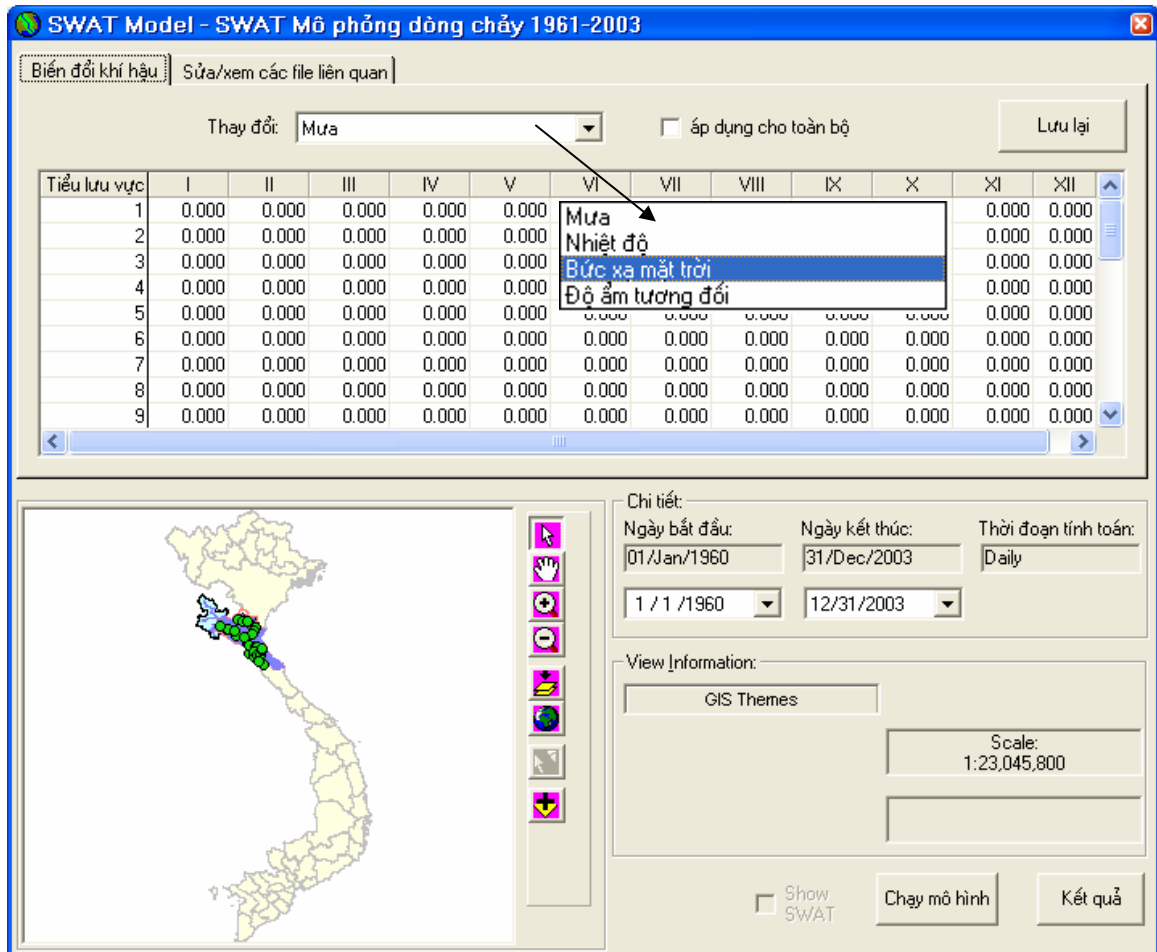 SWAT Model - SWAT Mô phỏng dòng chảy 1961-2003
Biến đổi khí hậu Sửa/xem các file liên quan
Thay đổi: Mưa áp dụng cho toàn bộ Lưu lại
Tiểu lưu vực I II III IV V VI VII VIII IX X XI XII
1 0.000 0.000 0.000 0.000 0.000 0.000 0.000
2 0.000 0.000 0.000 0.000 0.000 0.000 0.000
3 0.000 0.000 0.000 0.000 0.000 0.000 0.000
4 0.000 0.000 0.000 0.000 0.000 0.000 0.000
5 0.000 0.000 0.000 0.000 0.000 0.000 0.000 0.000 0.000 0.000 0.000 0.000
6 0.000 0.000 0.000 0.000 0.000 0.000 0.000 0.000 0.000 0.000 0.000 0.000
7 0.000 0.000 0.000 0.000 0.000 0.000 0.000 0.000 0.000 0.000 0.000 0.000
8 0.000 0.000 0.000 0.000 0.000 0.000 0.000 0.000 0.000 0.000 0.000 0.000
9 0.000 0.000 0.000 0.000 0.000 0.000 0.000 0.000 0.000 0.000 0.000 0.000
Mưa
Nhiệt độ
Bức xạ mặt trời
Độ ẩm tương đối
Chi tiết:
Ngày bắt đầu: Ngày kết thúc: Thời đoạn tính toán:
01/Jan/1960 31/Dec/2003 Daily
1 / 1 /1960 12/31/2003
View Information:
GIS Themes
Scale:
1:23,045,800
Show
SWAT
Chạy mô hình Kết quả